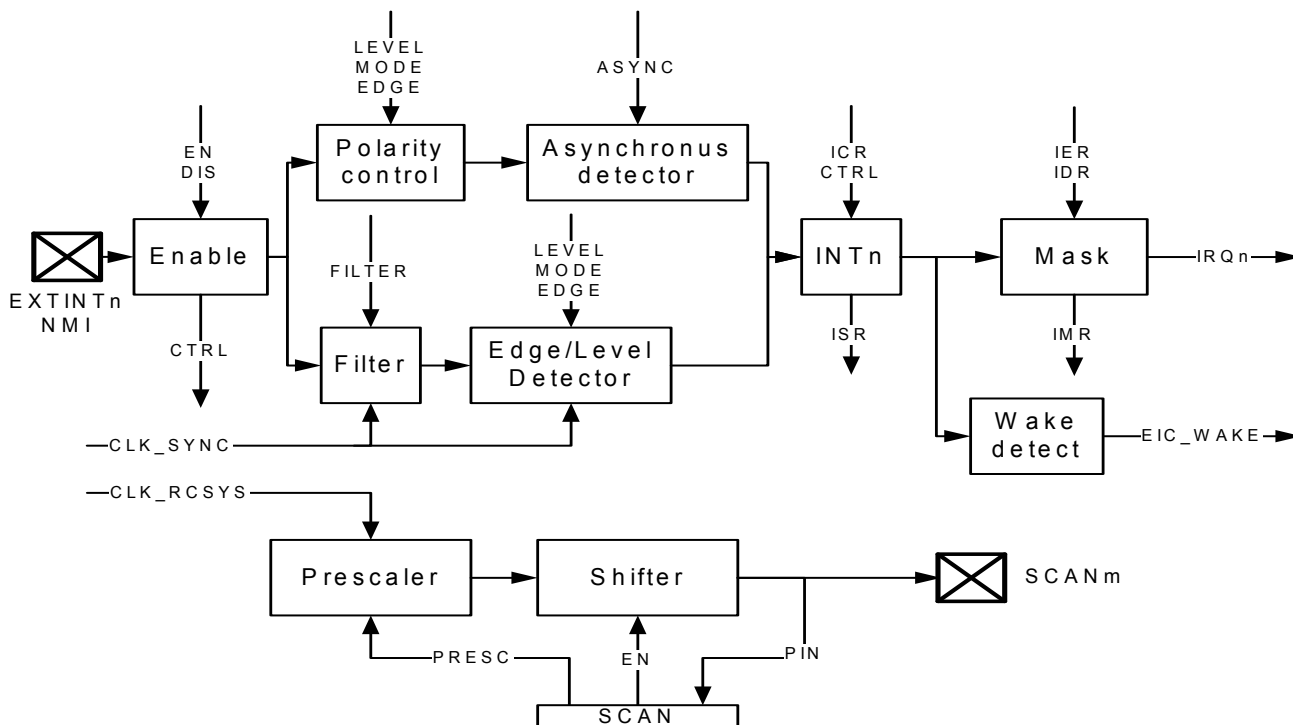 LEVEL
MODE
EDGE
ASYNC
EN
DIS
Polarity
control
Asynchronus
detector
ICR
CTRL
IER
IDR
Enable
EXTINTn
NMI
FILTER
LEVEL
MODE
EDGE
INTn
Mask
IRQn
CTRL
Filter
Edge/Level
Detector
ISR
IMR
CLK_SYNC
Wake
detect
EIC_WAKE
CLK_RCSYS
Prescaler
Shifter
SCANm
PRESC
EN
PIN
SCAN